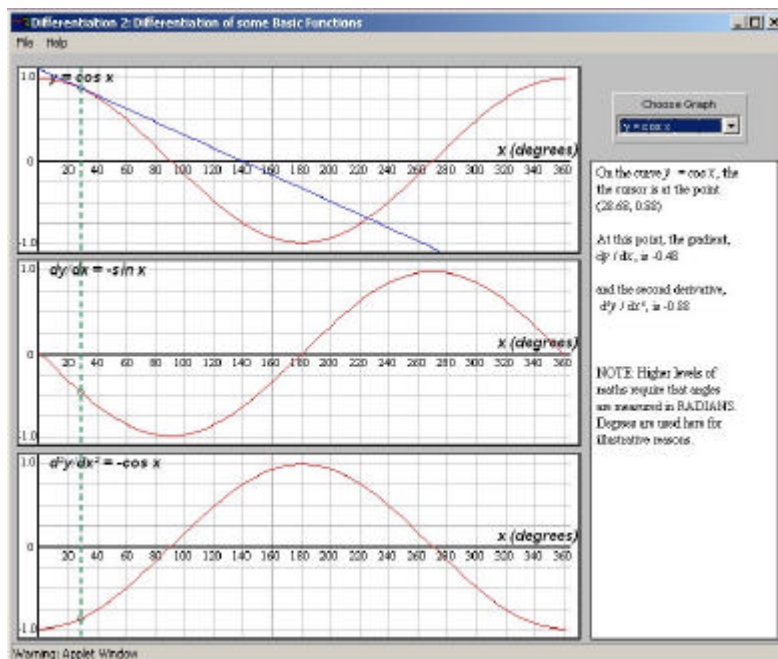 Differentiation 2: Differentiation of some Basic Functions
File Help
y = cos x
1.0
x (degrees)
0
20 40 60 80 100 120 140 160 180 200 220 240 260 280 300 320 340 360
-1.0
dy/dx = -sin x
1.0
x (degrees)
0
20 40 60 80 100 120 140 160 180 200 220 240 260 280 300 320 340 360
-1.0
d²y/dx² = -cos x
1.0
x (degrees)
0
20 40 60 80 100 120 140 160 180 200 220 240 260 280 300 320 340 360
-1.0
Choose Graph
y = cos x
On the curve y = cos x, the
the cursor is at the point
(28.68, 0.88)
At this point, the gradient,
dy / dx, is -0.48
and the second derivative,
d²y / dx², is -0.88
NOTE: Higher levels of
maths require that angles
are measured in RADIANS.
Degrees are used here for
illustrative reasons.
Warning: Applet Window